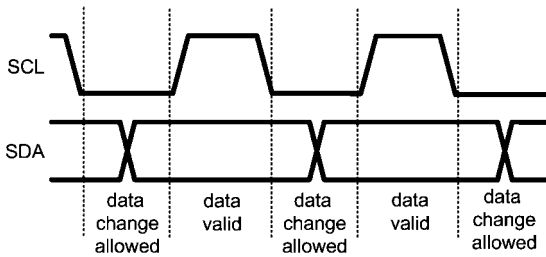 SCL
SDA
data
change
allowed
data
valid
data
change
allowed
data
valid
data
change
allowed